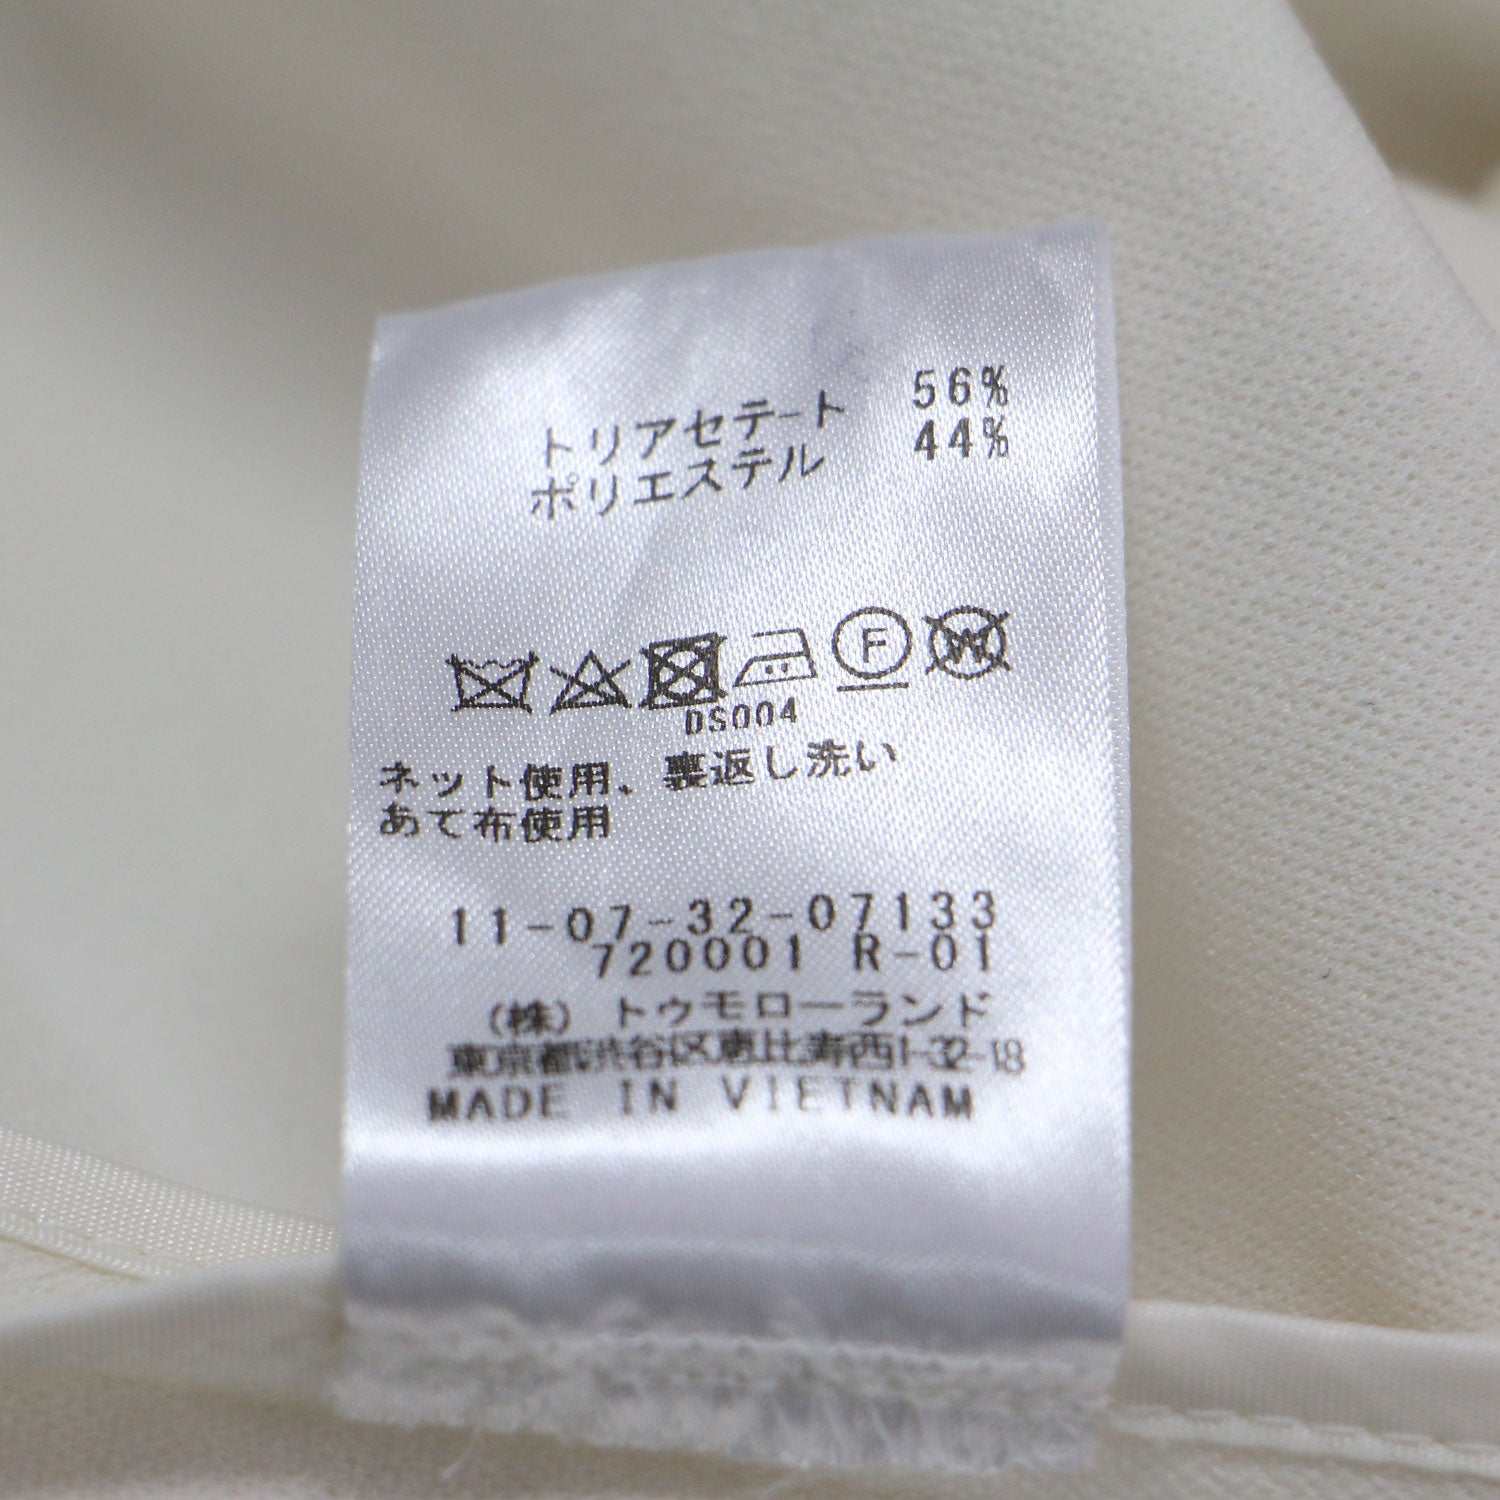 トリアセテート 56%
ポリエステル 44%
F W
DS004
ネット使用、裏返し洗い
あて布使用
11-07-32-07133
720001 R-01
(株) トゥモローランド
東京都渋谷区恵比寿西1-32-18
MADE IN VIETNAM